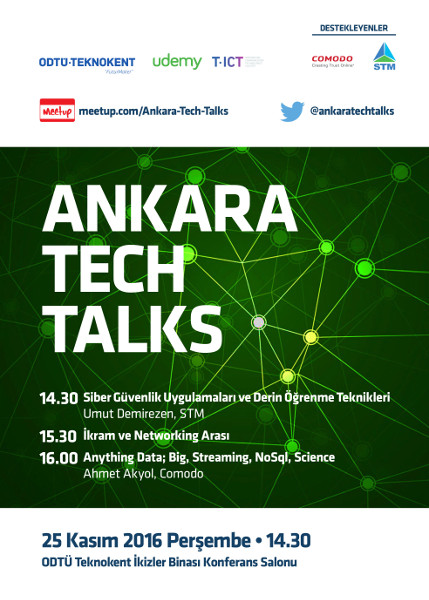 DESTEKLEYENLER
ODTÜ-TEKNOKENT
"FuturMaker"
udemy
T-ICT
COMODO
Creating Trust Online®
STM
Meetup
meetup.com/Ankara-Tech-Talks
@ankaratechtalks
ANKARA
TECH
TALKS
14.30 Siber Güvenlik Uygulamaları ve Derin Öğrenme Teknikleri
Umut Demirezen, STM
15.30 İkram ve Networking Arası
16.00 Anything Data; Big, Streaming, NoSql, Science
Ahmet Akyol, Comodo
25 Kasım 2016 Perşembe • 14.30
ODTÜ Teknokent İkizler Binası Konferans Salonu